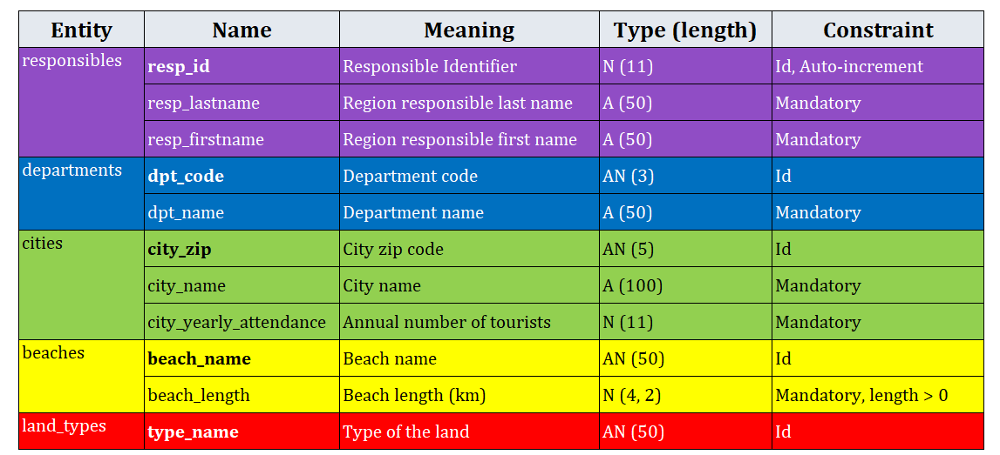 Entity Name Meaning Type (length) Constraint
responsibles resp_id Responsible Identifier N (11) Id, Auto-increment
resp_lastname Region responsible last name A (50) Mandatory
resp_firstname Region responsible first name A (50) Mandatory
departments dpt_code Department code AN (3) Id
dpt_name Department name A (50) Mandatory
cities city_zip City zip code AN (5) Id
city_name City name A (100) Mandatory
city_yearly_attendance Annual number of tourists N (11) Mandatory
beaches beach_name Beach name AN (50) Id
beach_length Beach length (km) N (4, 2) Mandatory, length > 0
land_types type_name Type of the land AN (50) Id